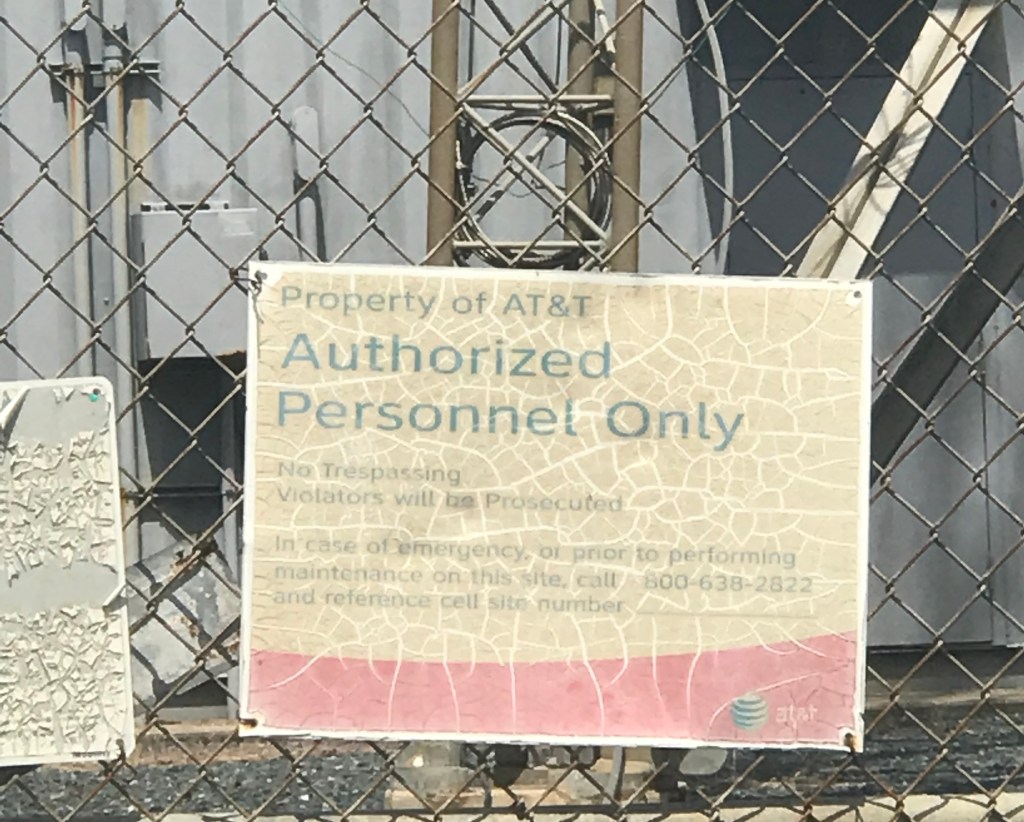 Property of AT&T
Authorized
Personnel Only
No Trespassing
Violators will be Prosecuted
In case of emergency, or prior to performing
maintenance on this site, call 800-638-2822
and reference cell site number
at&t